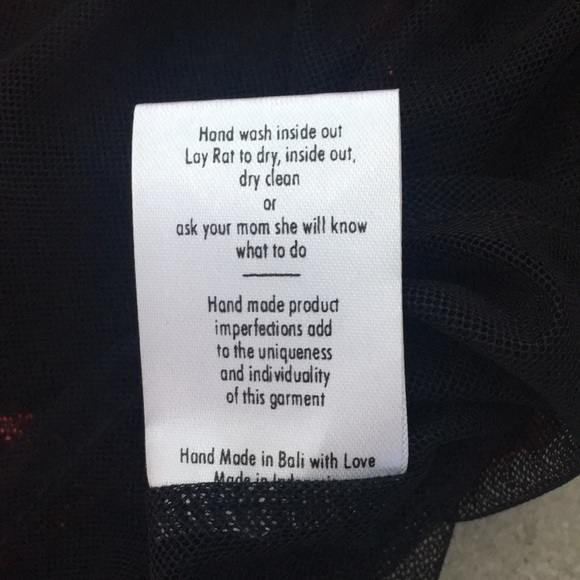 Hand wash inside out
Lay Rat to dry, inside out,
dry clean
or
ask your mom she will know
what to do
Hand made product
imperfections add
to the uniqueness
and individuality
of this garment
Hand Made in Bali with Love
Made in